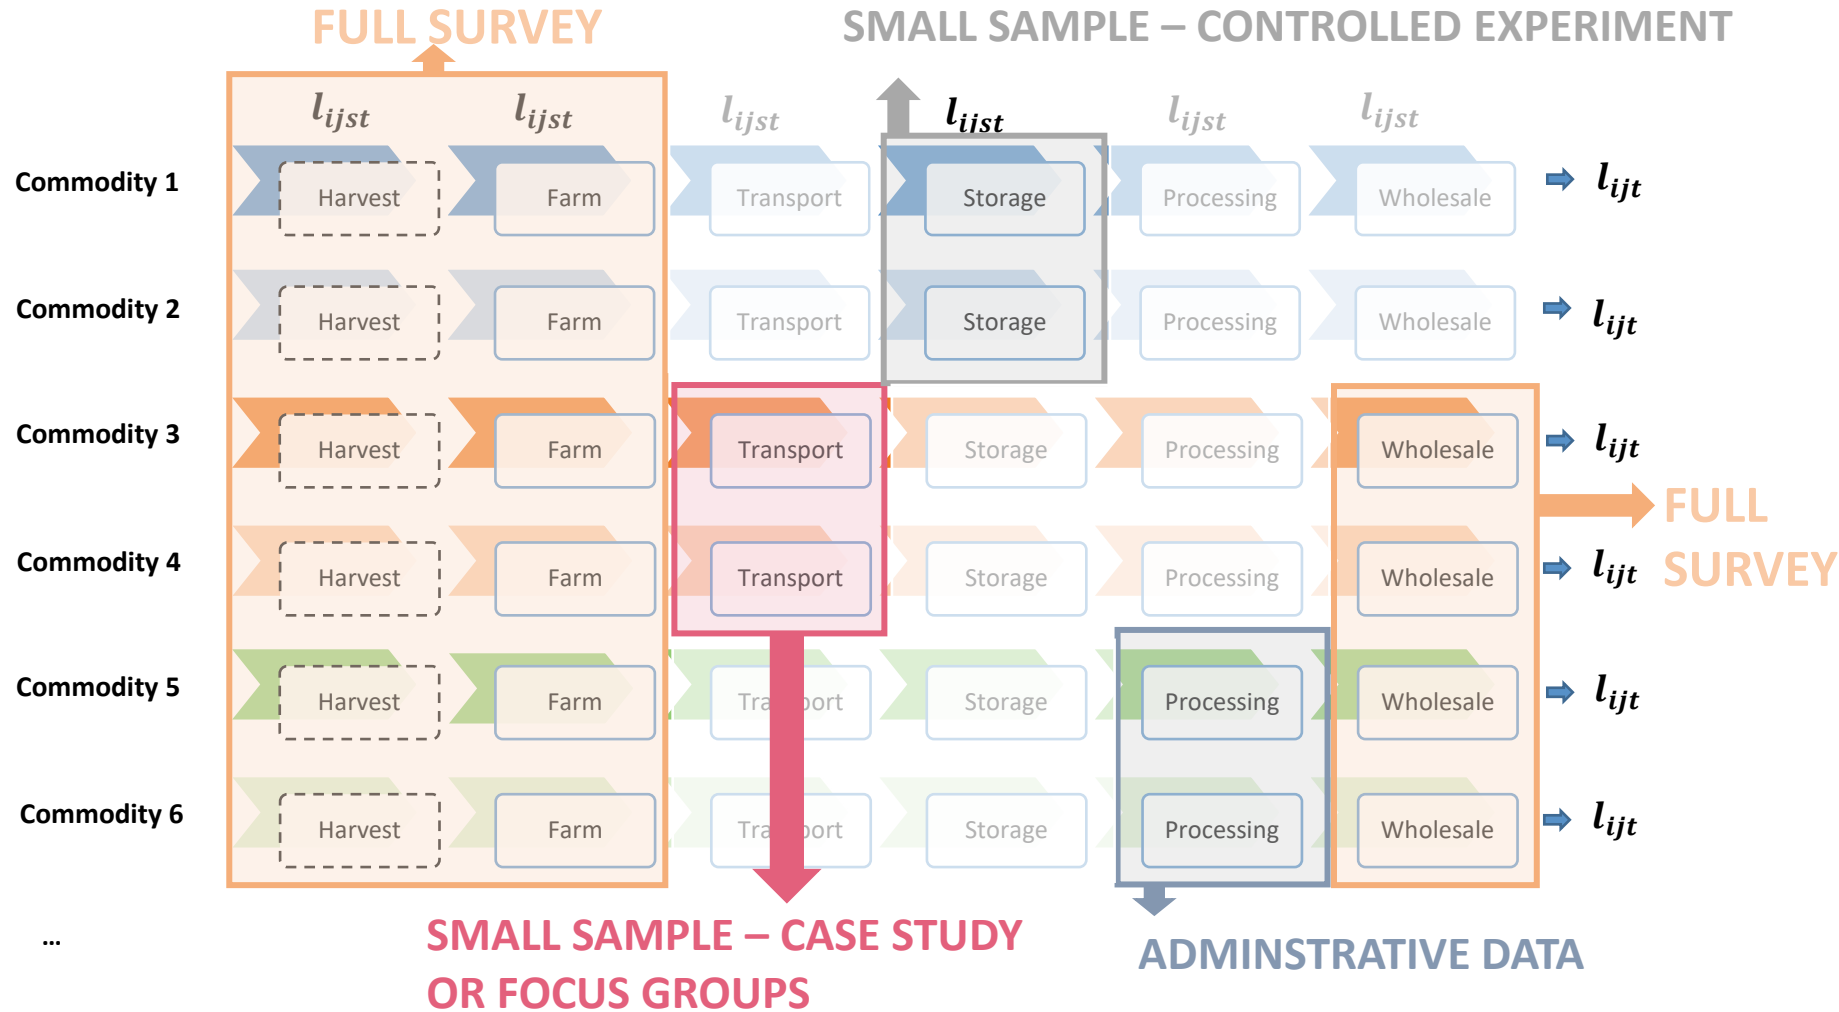 FULL SURVEY
SMALL SAMPLE – CONTROLLED EXPERIMENT
l_ijst l_ijst l_ijst l_ijst l_ijst l_ijst
Commodity 1 Harvest Farm Transport Storage Processing Wholesale l_ijt
Commodity 2 Harvest Farm Transport Storage Processing Wholesale l_ijt
Commodity 3 Harvest Farm Transport Storage Processing Wholesale l_ijt
FULL
SURVEY
Commodity 4 Harvest Farm Transport Storage Processing Wholesale l_ijt
Commodity 5 Harvest Farm Transport Storage Processing Wholesale l_ijt
Commodity 6 Harvest Farm Transport Storage Processing Wholesale l_ijt
...
SMALL SAMPLE – CASE STUDY
OR FOCUS GROUPS
ADMINSTRATIVE DATA